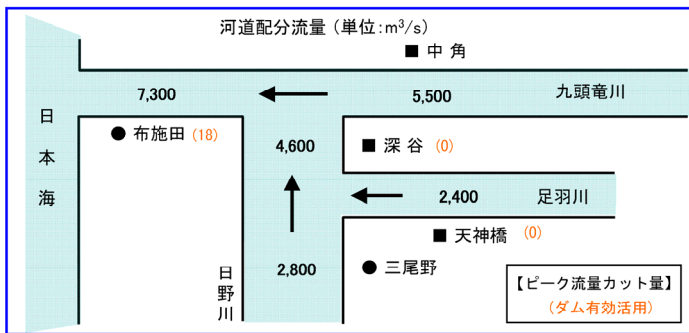 河道配分流量 (単位:m³/s)
■ 中 角
7,300
5,500
九頭竜川
日本海
● 布施田 (18)
4,600
■ 深 谷 (0)
2,400
足羽川
■ 天神橋 (0)
2,800
● 三尾野
日野川
【ピーク流量カット量】
(ダム有効活用)